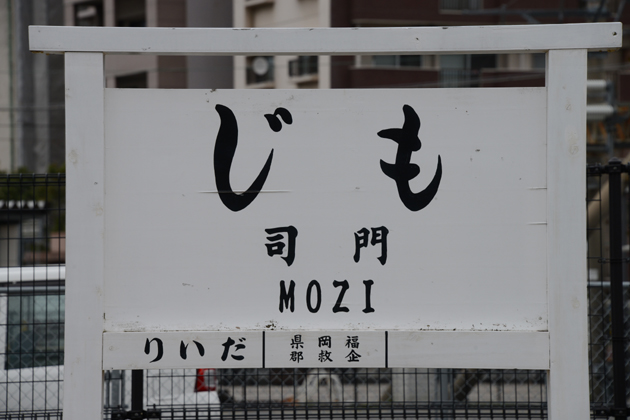 もじ
門司
MOZI
福岡県
企救郡
だいり